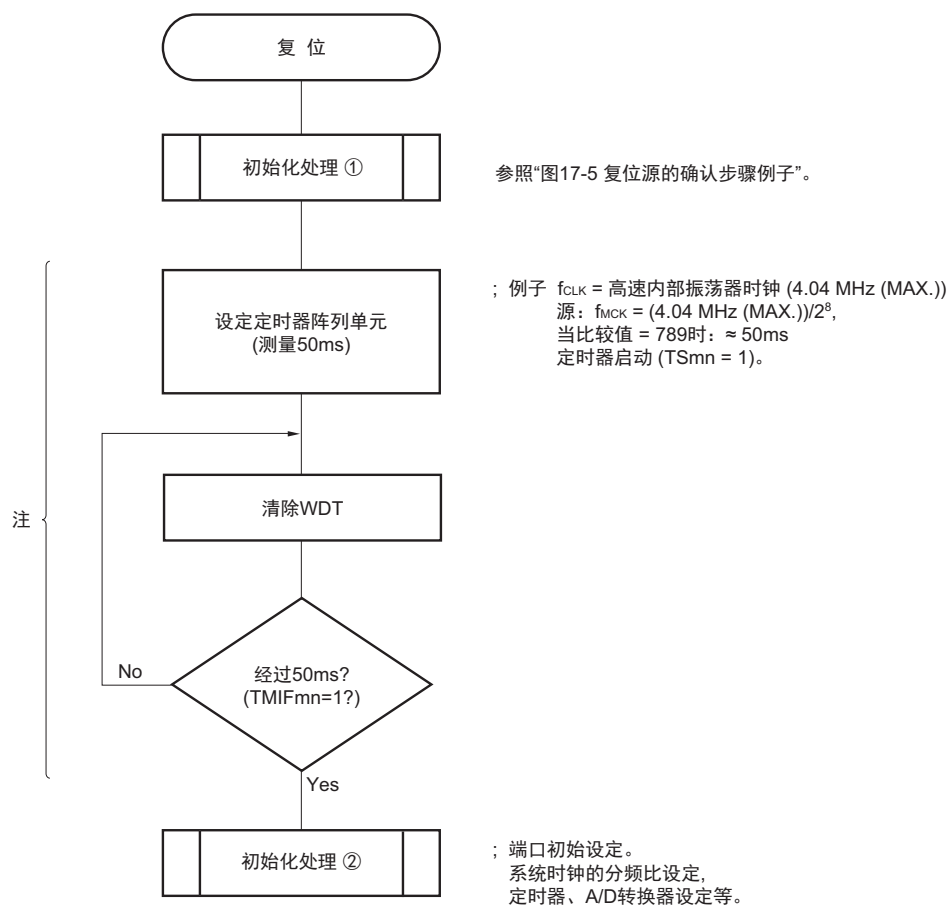 复 位
初始化处理 ①
参照“图17-5 复位源的确认步骤例子”。
设定定时器阵列单元
(测量50ms)
; 例子 fCLK = 高速内部振荡器时钟 (4.04 MHz (MAX.))
源：fMCK = (4.04 MHz (MAX.))/2⁸,
当比较值 = 789时：≈ 50ms
定时器启动 (TSmn = 1)。
清除WDT
注
No
经过50ms?
(TMIFmn=1?)
Yes
初始化处理 ②
; 端口初始设定。
系统时钟的分频比设定,
定时器、A/D转换器设定等。